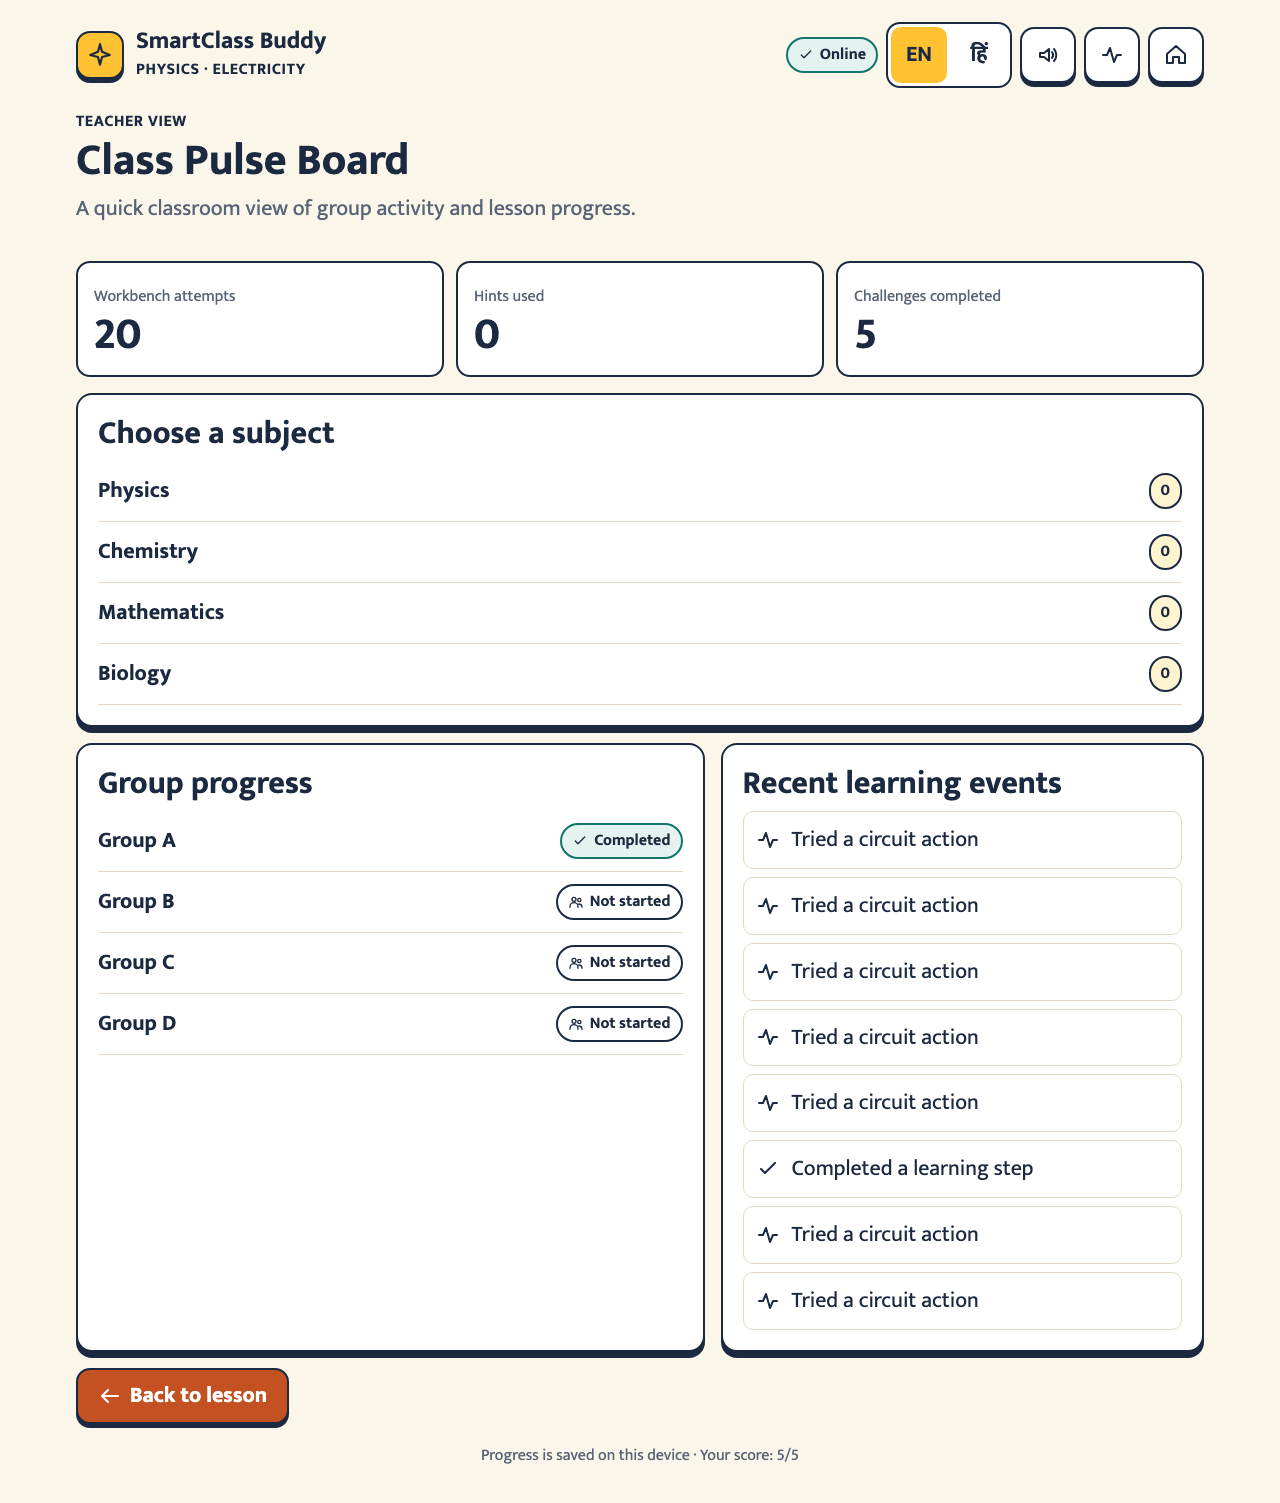 SmartClass Buddy
PHYSICS · ELECTRICITY
Online
EN
हिं
TEACHER VIEW
Class Pulse Board
A quick classroom view of group activity and lesson progress.
Workbench attempts
20
Hints used
0
Challenges completed
5
Choose a subject
Physics
0
Chemistry
0
Mathematics
0
Biology
0
Group progress
Group A
Completed
Group B
Not started
Group C
Not started
Group D
Not started
Recent learning events
Tried a circuit action
Tried a circuit action
Tried a circuit action
Tried a circuit action
Tried a circuit action
Completed a learning step
Tried a circuit action
Tried a circuit action
Back to lesson
Progress is saved on this device · Your score: 5/5